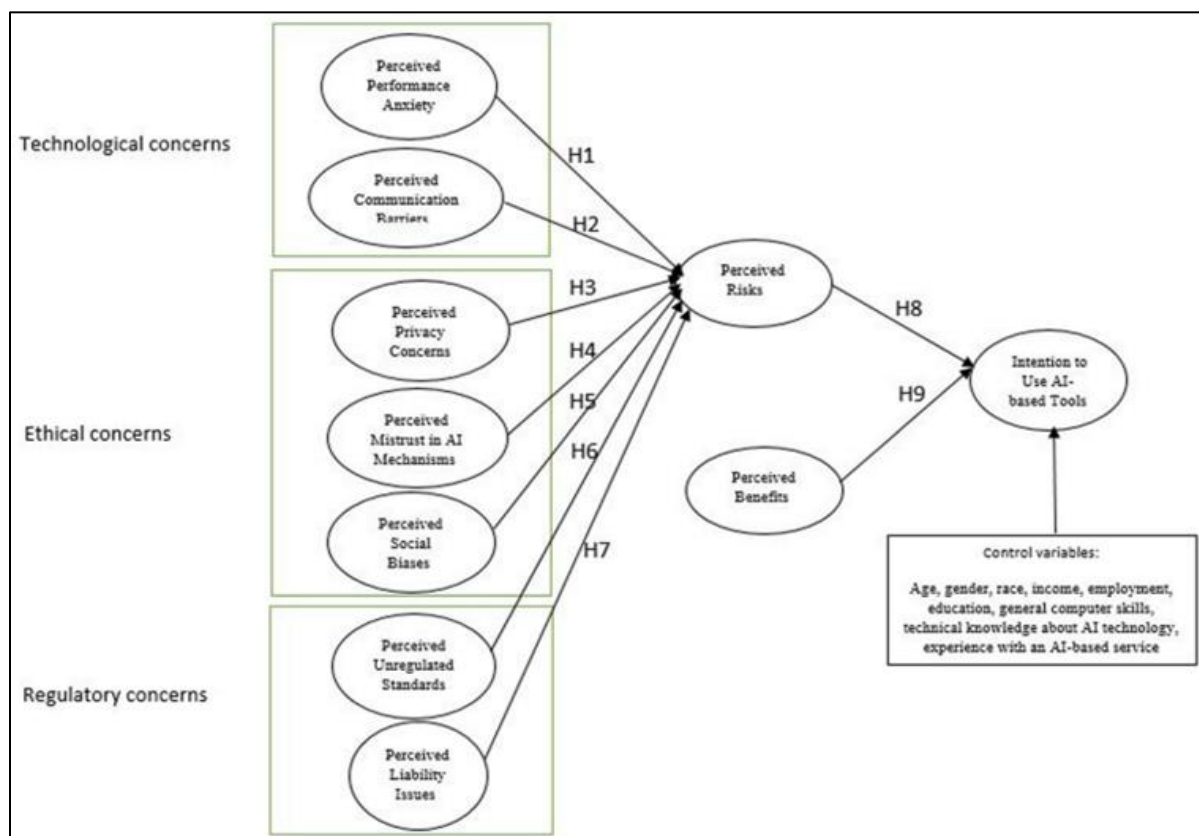 Technological concerns
Perceived
Performance
Anxiety
H1
Perceived
Communication
Barriers
H2
Ethical concerns
Perceived
Privacy
Concerns
H3
Perceived
Mistrust in AI
Mechanisms
H4
Perceived
Social
Biases
H5
Regulatory concerns
Perceived
Unregulated
Standards
H6
Perceived
Liability
Issues
H7
Perceived
Risks
H8
Perceived
Benefits
H9
Intention to
Use AI-
based Tools
Control variables:
Age, gender, race, income, employment,
education, general computer skills,
technical knowledge about AI technology,
experience with an AI-based service